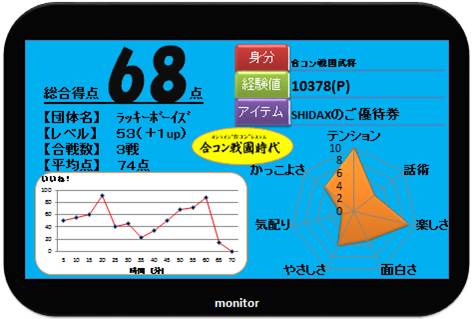 総合得点 68点
身分 合コン戦国武将
経験値 10378(P)
アイテム SHIDAXのご優待券
【団体名】 ﾗｯｷｰﾎﾞｰｲｽﾞ
【レベル】 53(＋1up)
【合戦数】 3戦
【平均点】 74点
合コン戦国時代
いいね!
100
80
60
40
20
0
5 10 15 20 25 30 35 40 45 50 55 60 65 70
時間（分）
テンション
話術
楽しさ
面白さ
やさしさ
気配り
かっこよさ
10
8
6
4
2
0
monitor